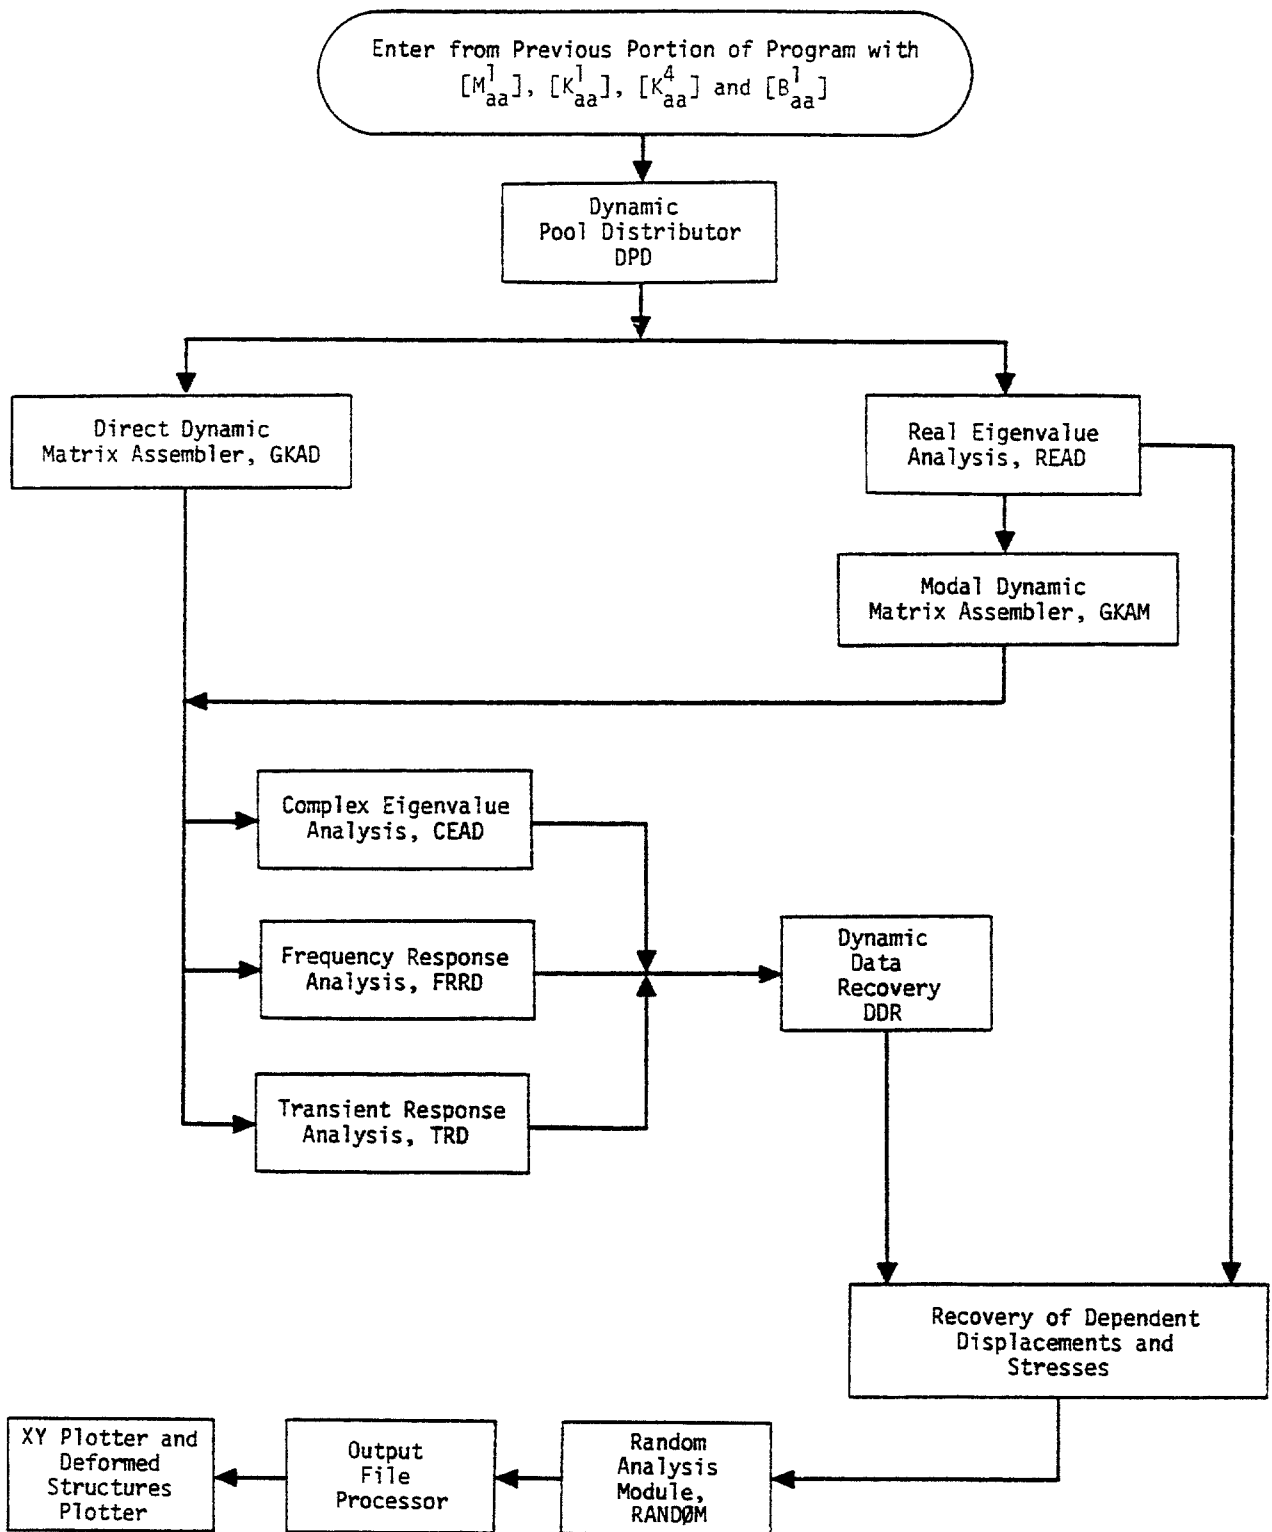 Enter from Previous Portion of Program with
[M¹aa], [K¹aa], [K⁴aa] and [B¹aa]
Dynamic
Pool Distributor
DPD
Direct Dynamic
Matrix Assembler, GKAD
Real Eigenvalue
Analysis, READ
Modal Dynamic
Matrix Assembler, GKAM
Complex Eigenvalue
Analysis, CEAD
Frequency Response
Analysis, FRRD
Dynamic
Data
Recovery
DDR
Transient Response
Analysis, TRD
Recovery of Dependent
Displacements and
Stresses
XY Plotter and
Deformed
Structures
Plotter
Output
File
Processor
Random
Analysis
Module,
RANDØM